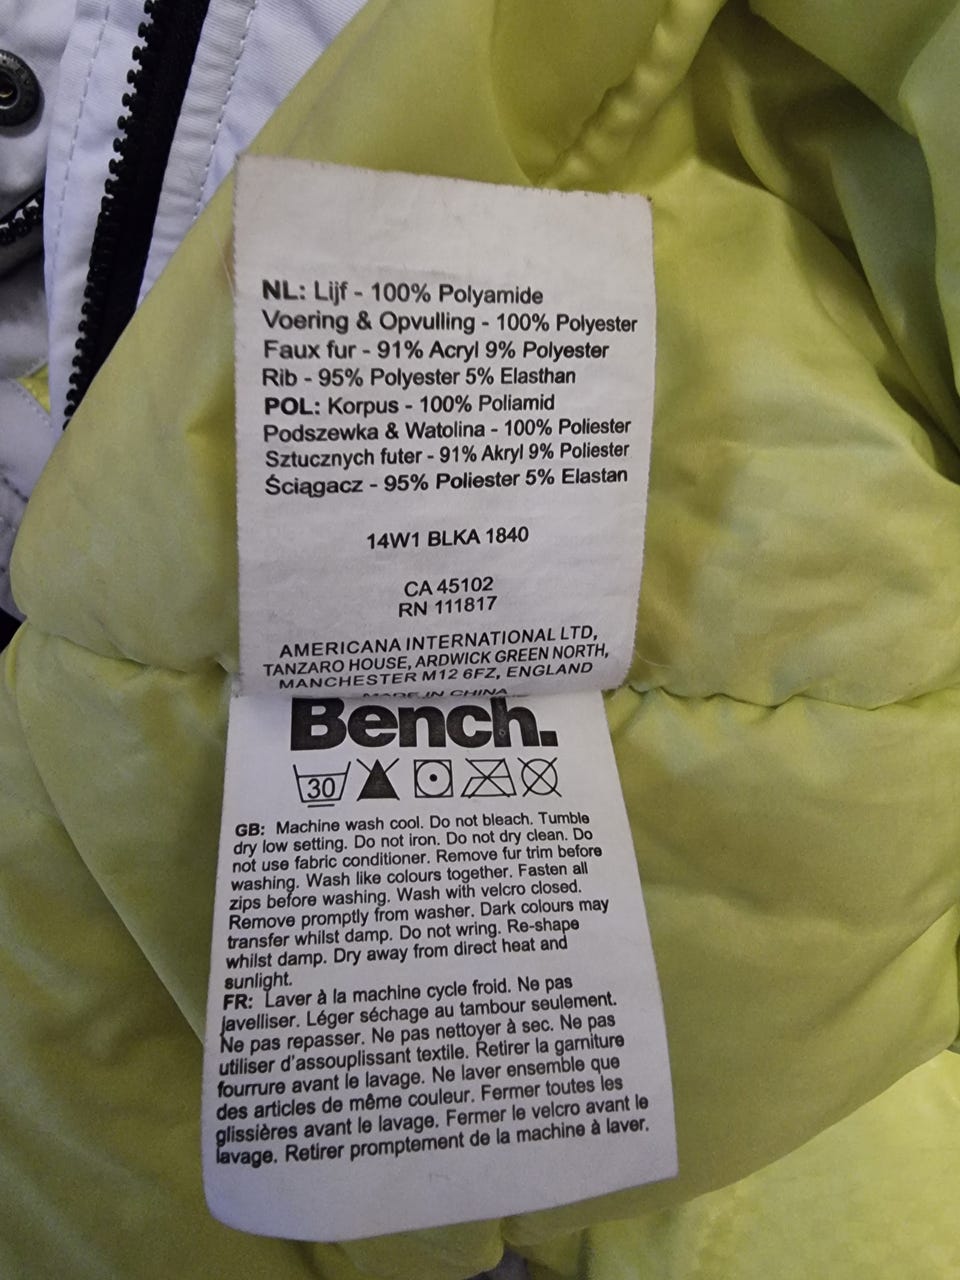 NL: Lijf - 100% Polyamide
Voering & Opvulling - 100% Polyester
Faux fur - 91% Acryl 9% Polyester
Rib - 95% Polyester 5% Elasthan
POL: Korpus - 100% Poliamid
Podszewka & Watolina - 100% Poliester
Sztucznych futer - 91% Akryl 9% Poliester
Ściągacz - 95% Poliester 5% Elastan
14W1 BLKA 1840
CA 45102
RN 111817
AMERICANA INTERNATIONAL LTD,
TANZARO HOUSE, ARDWICK GREEN NORTH,
MANCHESTER M12 6FZ, ENGLAND
MADE IN CHINA
Bench.
30
GB: Machine wash cool. Do not bleach. Tumble
dry low setting. Do not iron. Do not dry clean. Do
not use fabric conditioner. Remove fur trim before
washing. Wash like colours together. Fasten all
zips before washing. Wash with velcro closed.
Remove promptly from washer. Dark colours may
transfer whilst damp. Do not wring. Re-shape
whilst damp. Dry away from direct heat and
sunlight.
FR: Laver à la machine cycle froid. Ne pas
javelliser. Léger séchage au tambour seulement.
Ne pas repasser. Ne pas nettoyer à sec. Ne pas
utiliser d'assouplissant textile. Retirer la garniture
fourrure avant le lavage. Ne laver ensemble que
des articles de même couleur. Fermer toutes les
glissières avant le lavage. Fermer le velcro avant le
lavage. Retirer promptement de la machine à laver.